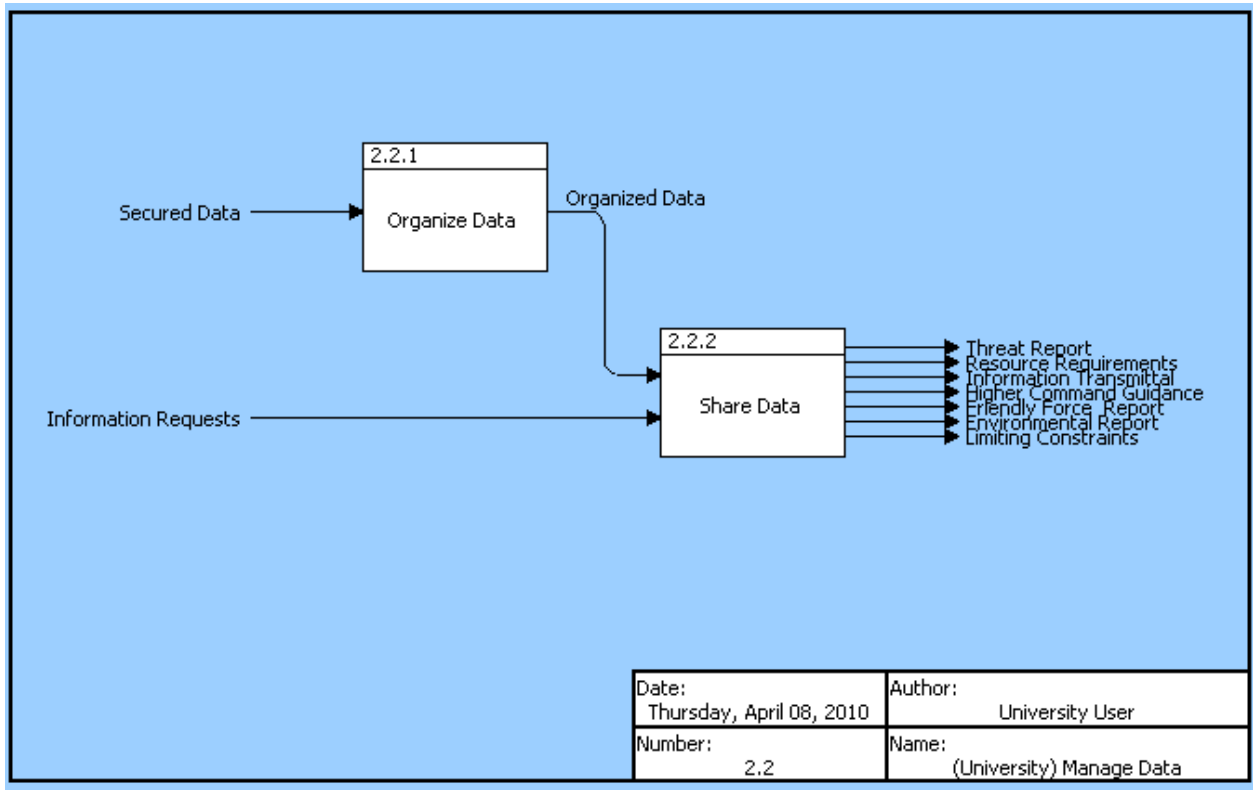 2.2.1
Organize Data
Secured Data
Organized Data
2.2.2
Share Data
Information Requests
Threat Report
Resource Requirements
Information Transmittal
Higher Command Guidance
Friendly Force  Report
Environmental Report
Limiting Constraints
Date:
Thursday, April 08, 2010
Author:
University User
Number:
2.2
Name:
(University) Manage Data